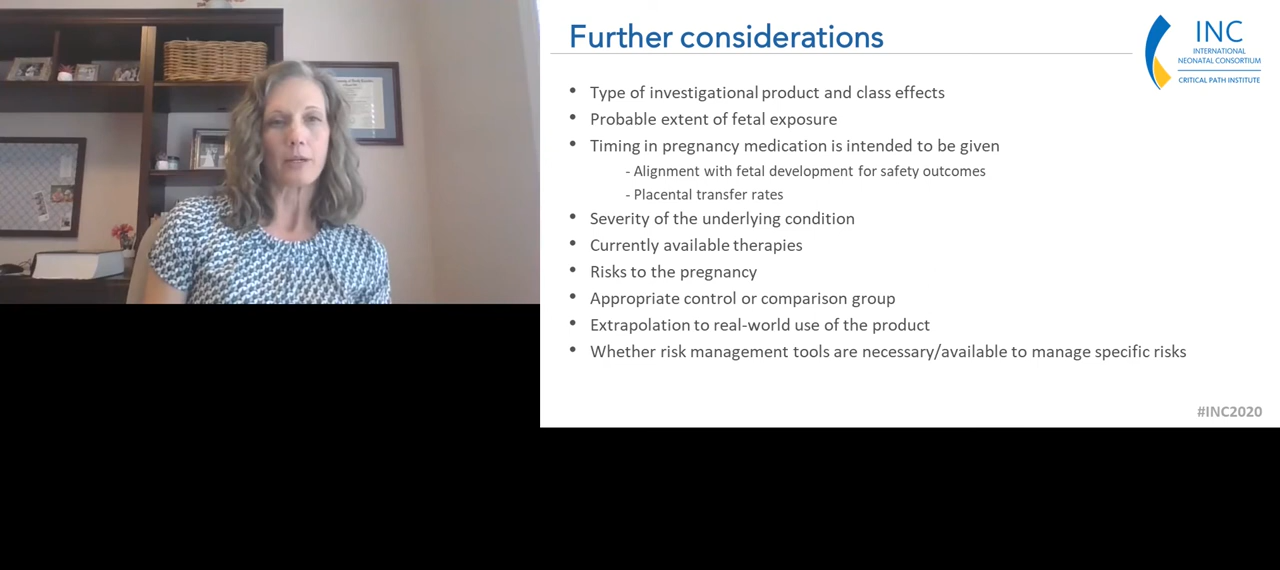 Further considerations
INC
INTERNATIONAL
NEONATAL CONSORTIUM
CRITICAL PATH INSTITUTE
• Type of investigational product and class effects
• Probable extent of fetal exposure
• Timing in pregnancy medication is intended to be given
- Alignment with fetal development for safety outcomes
- Placental transfer rates
• Severity of the underlying condition
• Currently available therapies
• Risks to the pregnancy
• Appropriate control or comparison group
• Extrapolation to real-world use of the product
• Whether risk management tools are necessary/available to manage specific risks
#INC2020